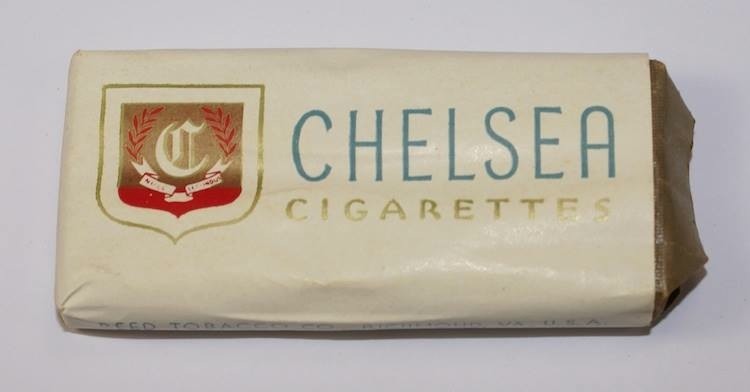 C
CHELSEA
CIGARETTES
REED TOBACCO CO. RICHMOND, VA. U.S.A.